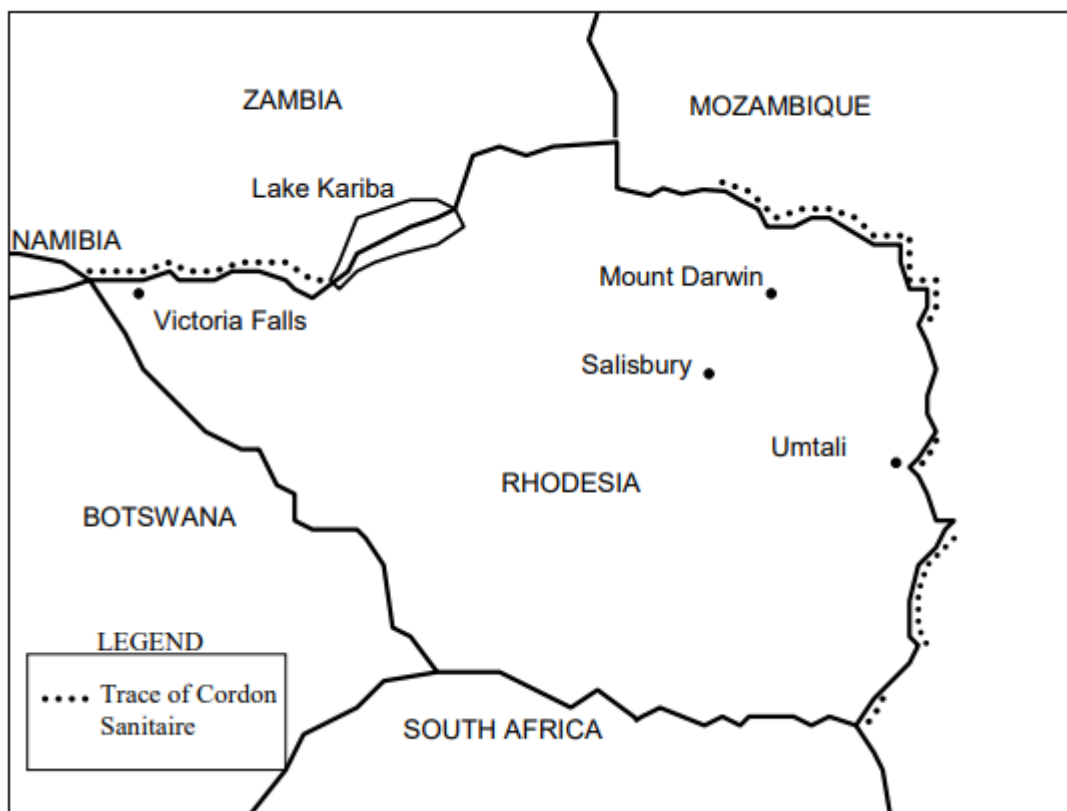 ZAMBIA
MOZAMBIQUE
Lake Kariba
NAMIBIA
Mount Darwin
Victoria Falls
Salisbury
Umtali
RHODESIA
BOTSWANA
LEGEND
Trace of Cordon
Sanitaire
SOUTH AFRICA